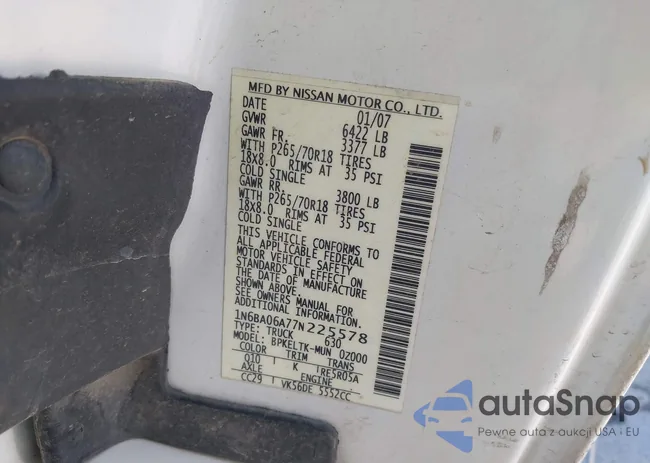 MFD BY NISSAN MOTOR CO., LTD.
DATE 01/07
GVWR 6422 LB
GAWR FR. 3377 LB
WITH P265/70R18 TIRES
18X8.0 RIMS AT 35 PSI
COLD SINGLE
GAWR RR. 3800 LB
WITH P265/70R18 TIRES
18X8.0 RIMS AT 35 PSI
COLD SINGLE
THIS VEHICLE CONFORMS TO
ALL APPLICABLE FEDERAL
MOTOR VEHICLE SAFETY
STANDARDS IN EFFECT ON
THE DATE OF MANUFACTURE
SHOWN ABOVE.
SEE OWNERS MANUAL FOR
ADDITIONAL INFORMATION.
1N6BA06A77N225578
TYPE: TRUCK 630
MODEL: BPKELTK-MUN 0Z000
COLOR TRIM TRANS
Q10 K TRE5R05A
AXLE ENGINE
CC29 VK56DE 5552CC
autoSnap
Pewne auta z aukcji USA i EU